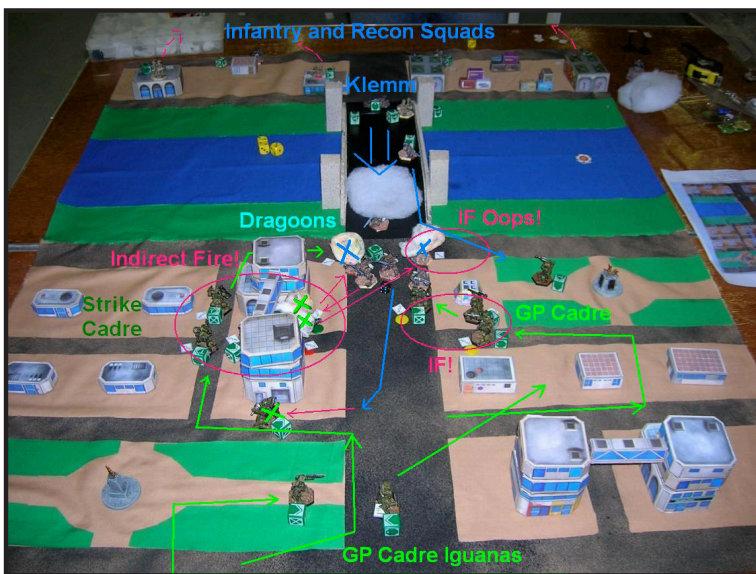 Infantry and Recon Squads
Klemm
Dragoons
IF Oops!
Indirect Fire!
Strike
Cadre
GP Cadre
IF!
GP Cadre Iguanas